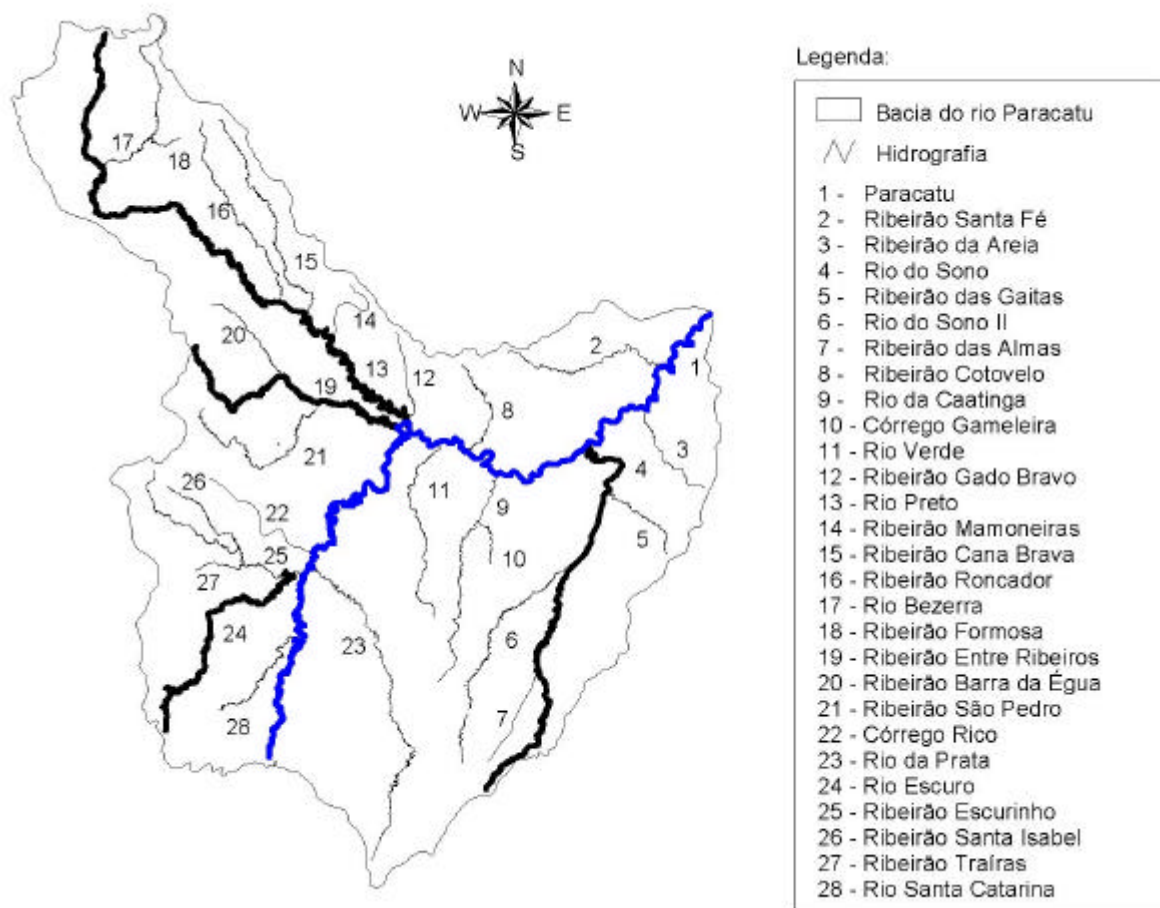 N
W E
S
17
18
16
15
14
20
13
19
12
2
1
8
21
4
3
11
9
26
22
10
5
25
27
24
23
6
28
7
Legenda:
Bacia do rio Paracatu
Hidrografia
1 - Paracatu
2 - Ribeirão Santa Fé
3 - Ribeirão da Areia
4 - Rio do Sono
5 - Ribeirão das Gaitas
6 - Rio do Sono II
7 - Ribeirão das Almas
8 - Ribeirão Cotovelo
9 - Rio da Caatinga
10 - Córrego Gameleira
11 - Rio Verde
12 - Ribeirão Gado Bravo
13 - Rio Preto
14 - Ribeirão Mamoneiras
15 - Ribeirão Cana Brava
16 - Ribeirão Roncador
17 - Rio Bezerra
18 - Ribeirão Formosa
19 - Ribeirão Entre Ribeiros
20 - Ribeirão Barra da Égua
21 - Ribeirão São Pedro
22 - Córrego Rico
23 - Rio da Prata
24 - Rio Escuro
25 - Ribeirão Escurinho
26 - Ribeirão Santa Isabel
27 - Ribeirão Traíras
28 - Rio Santa Catarina